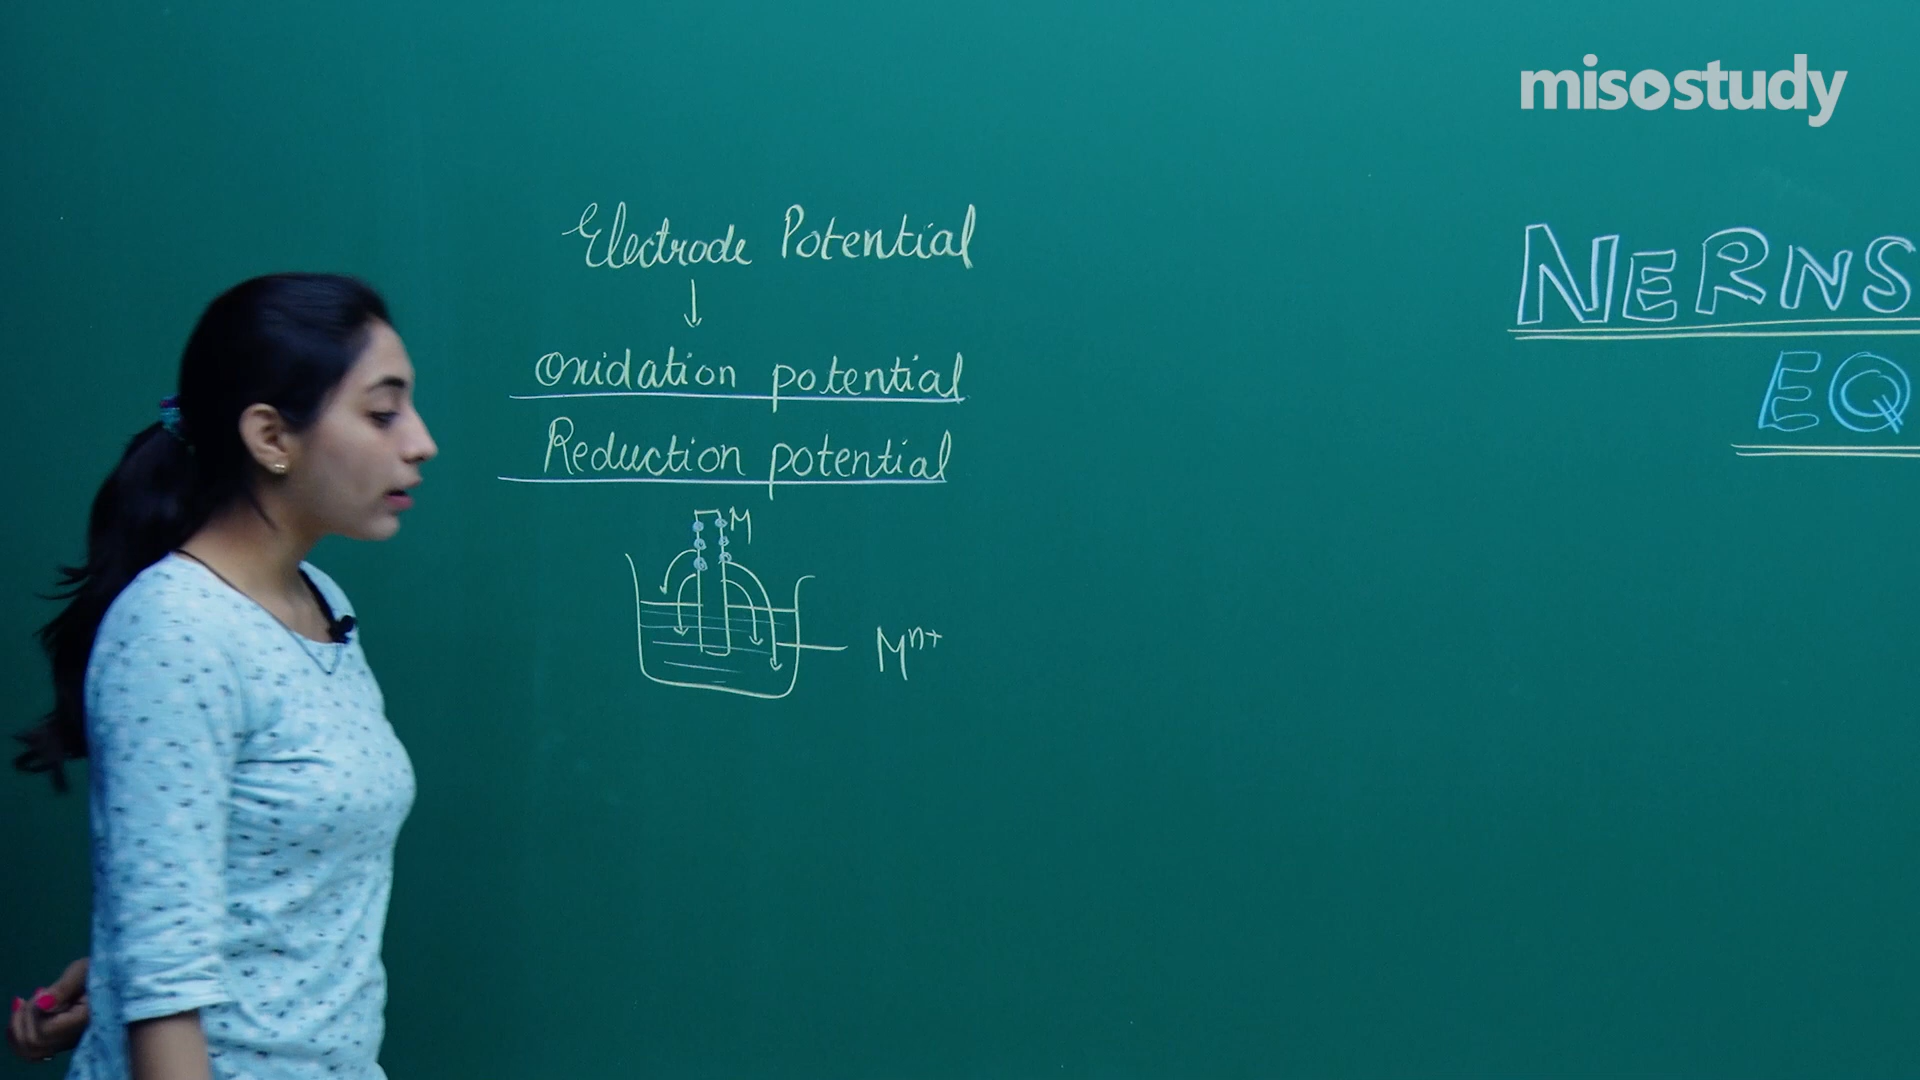 misostudy
Electrode Potential
Oxidation potential
Reduction potential
M
M^n+
NERNS
EQ